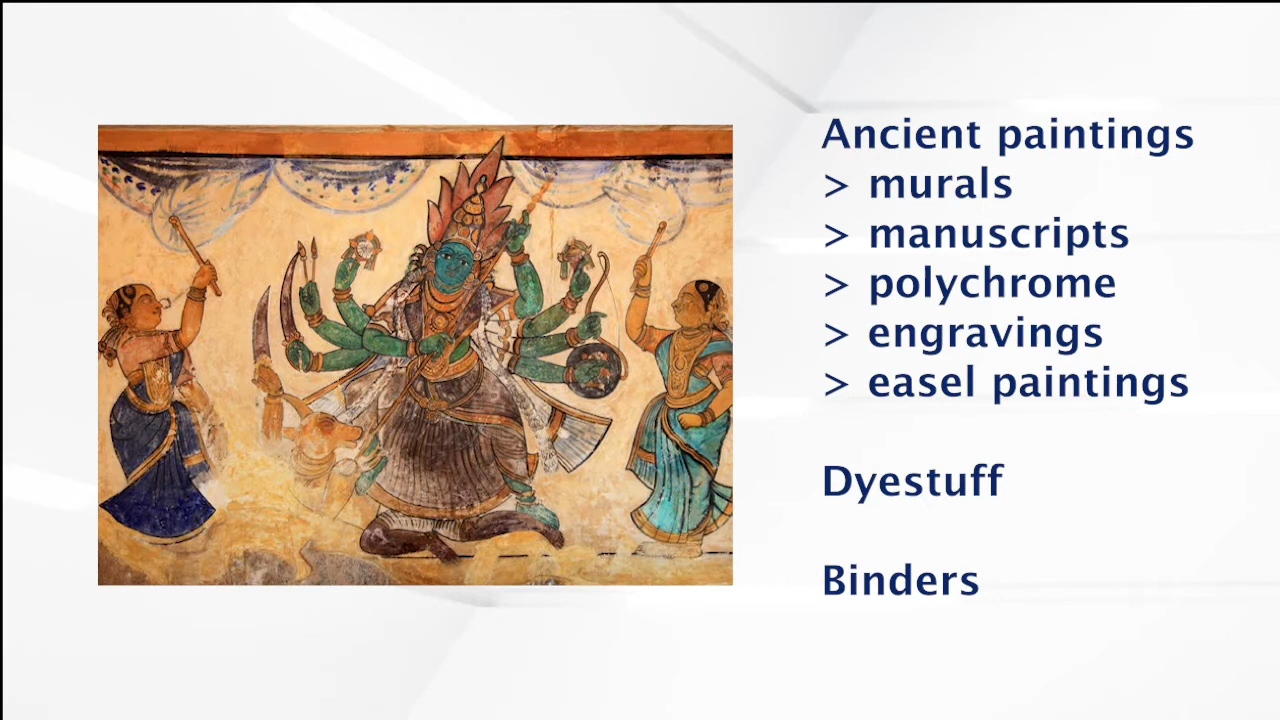 Ancient paintings
> murals
> manuscripts
> polychrome
> engravings
> easel paintings
Dyestuff
Binders